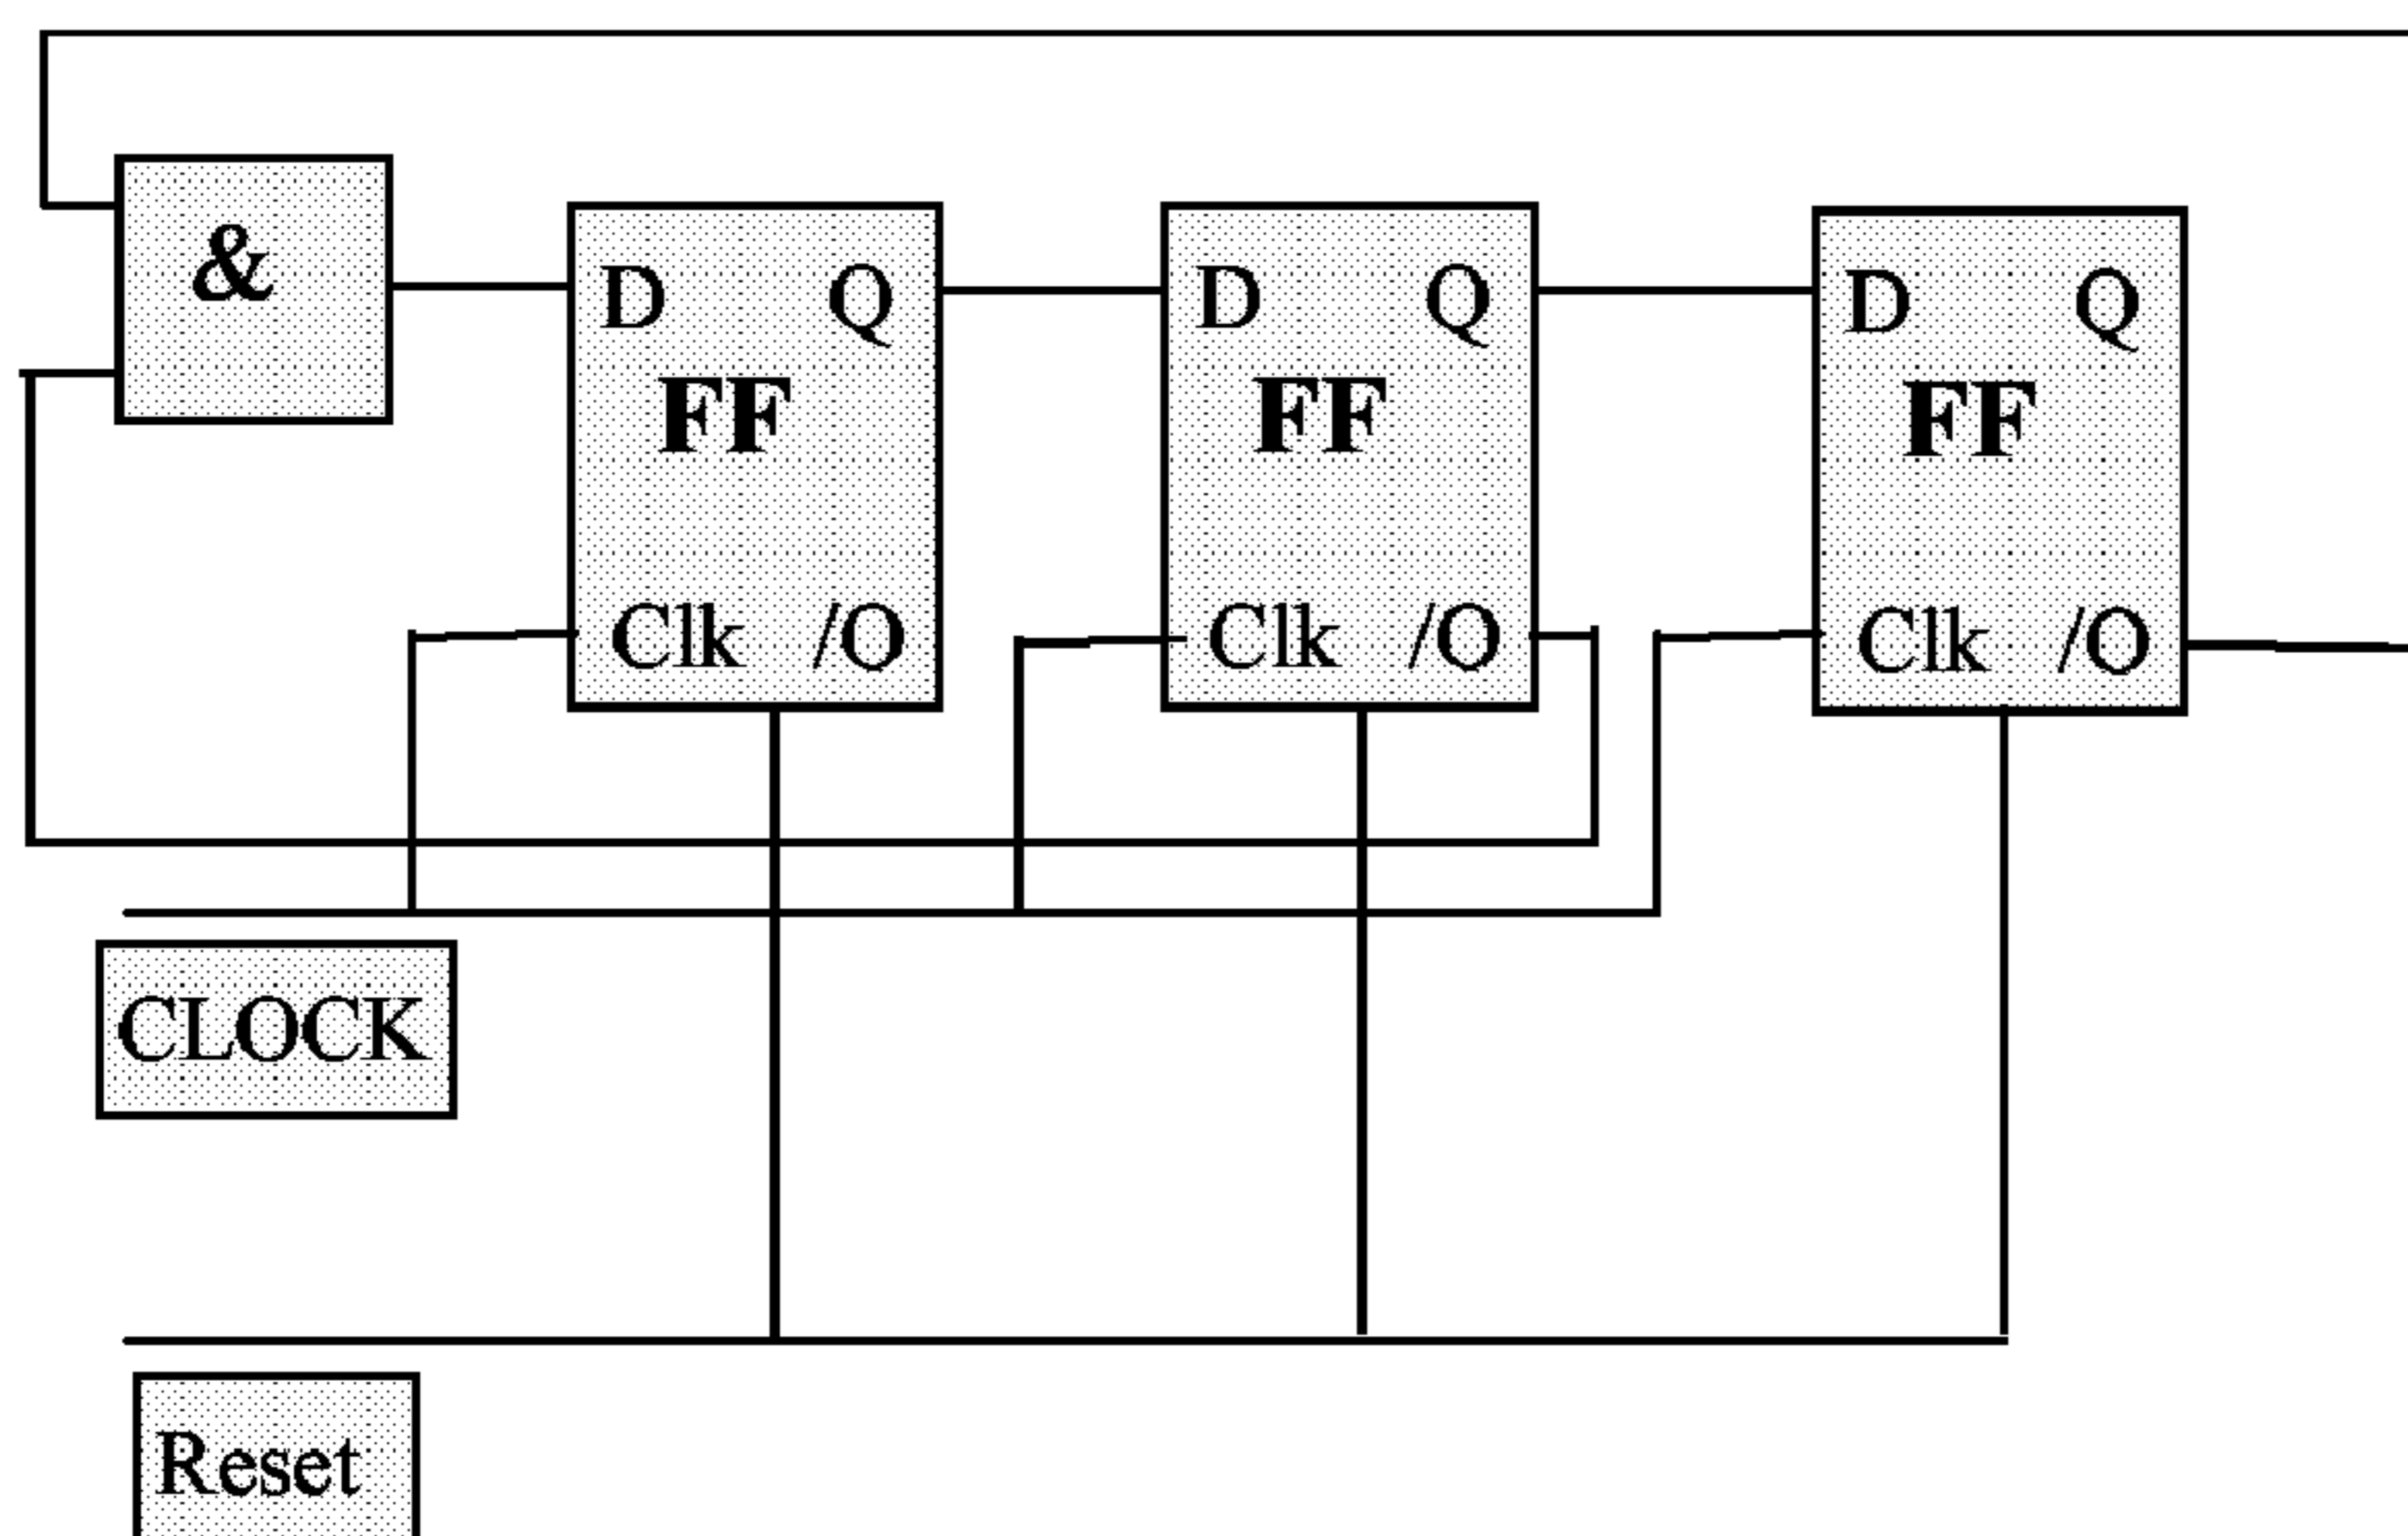 &
D Q
FF
Clk /O
D Q
FF
Clk /O
D Q
FF
Clk /O
CLOCK
Reset